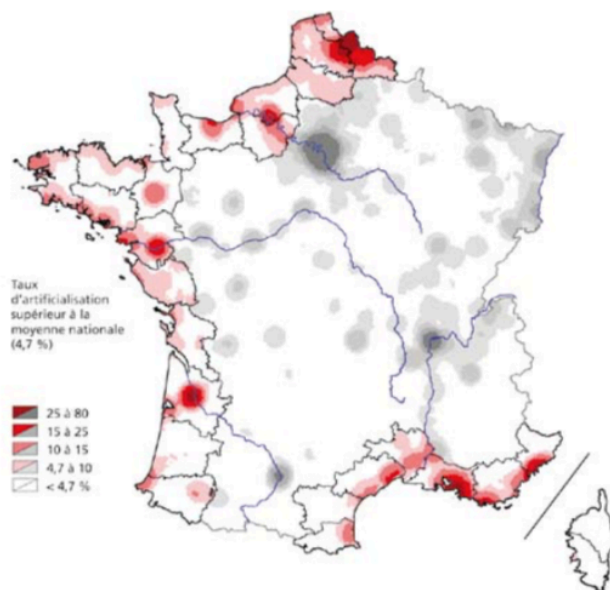 Taux
d'artificialisation
supérieur à la
moyenne nationale
(4,7 %)
25 à 80
15 à 25
10 à 15
4,7 à 10
< 4,7 %